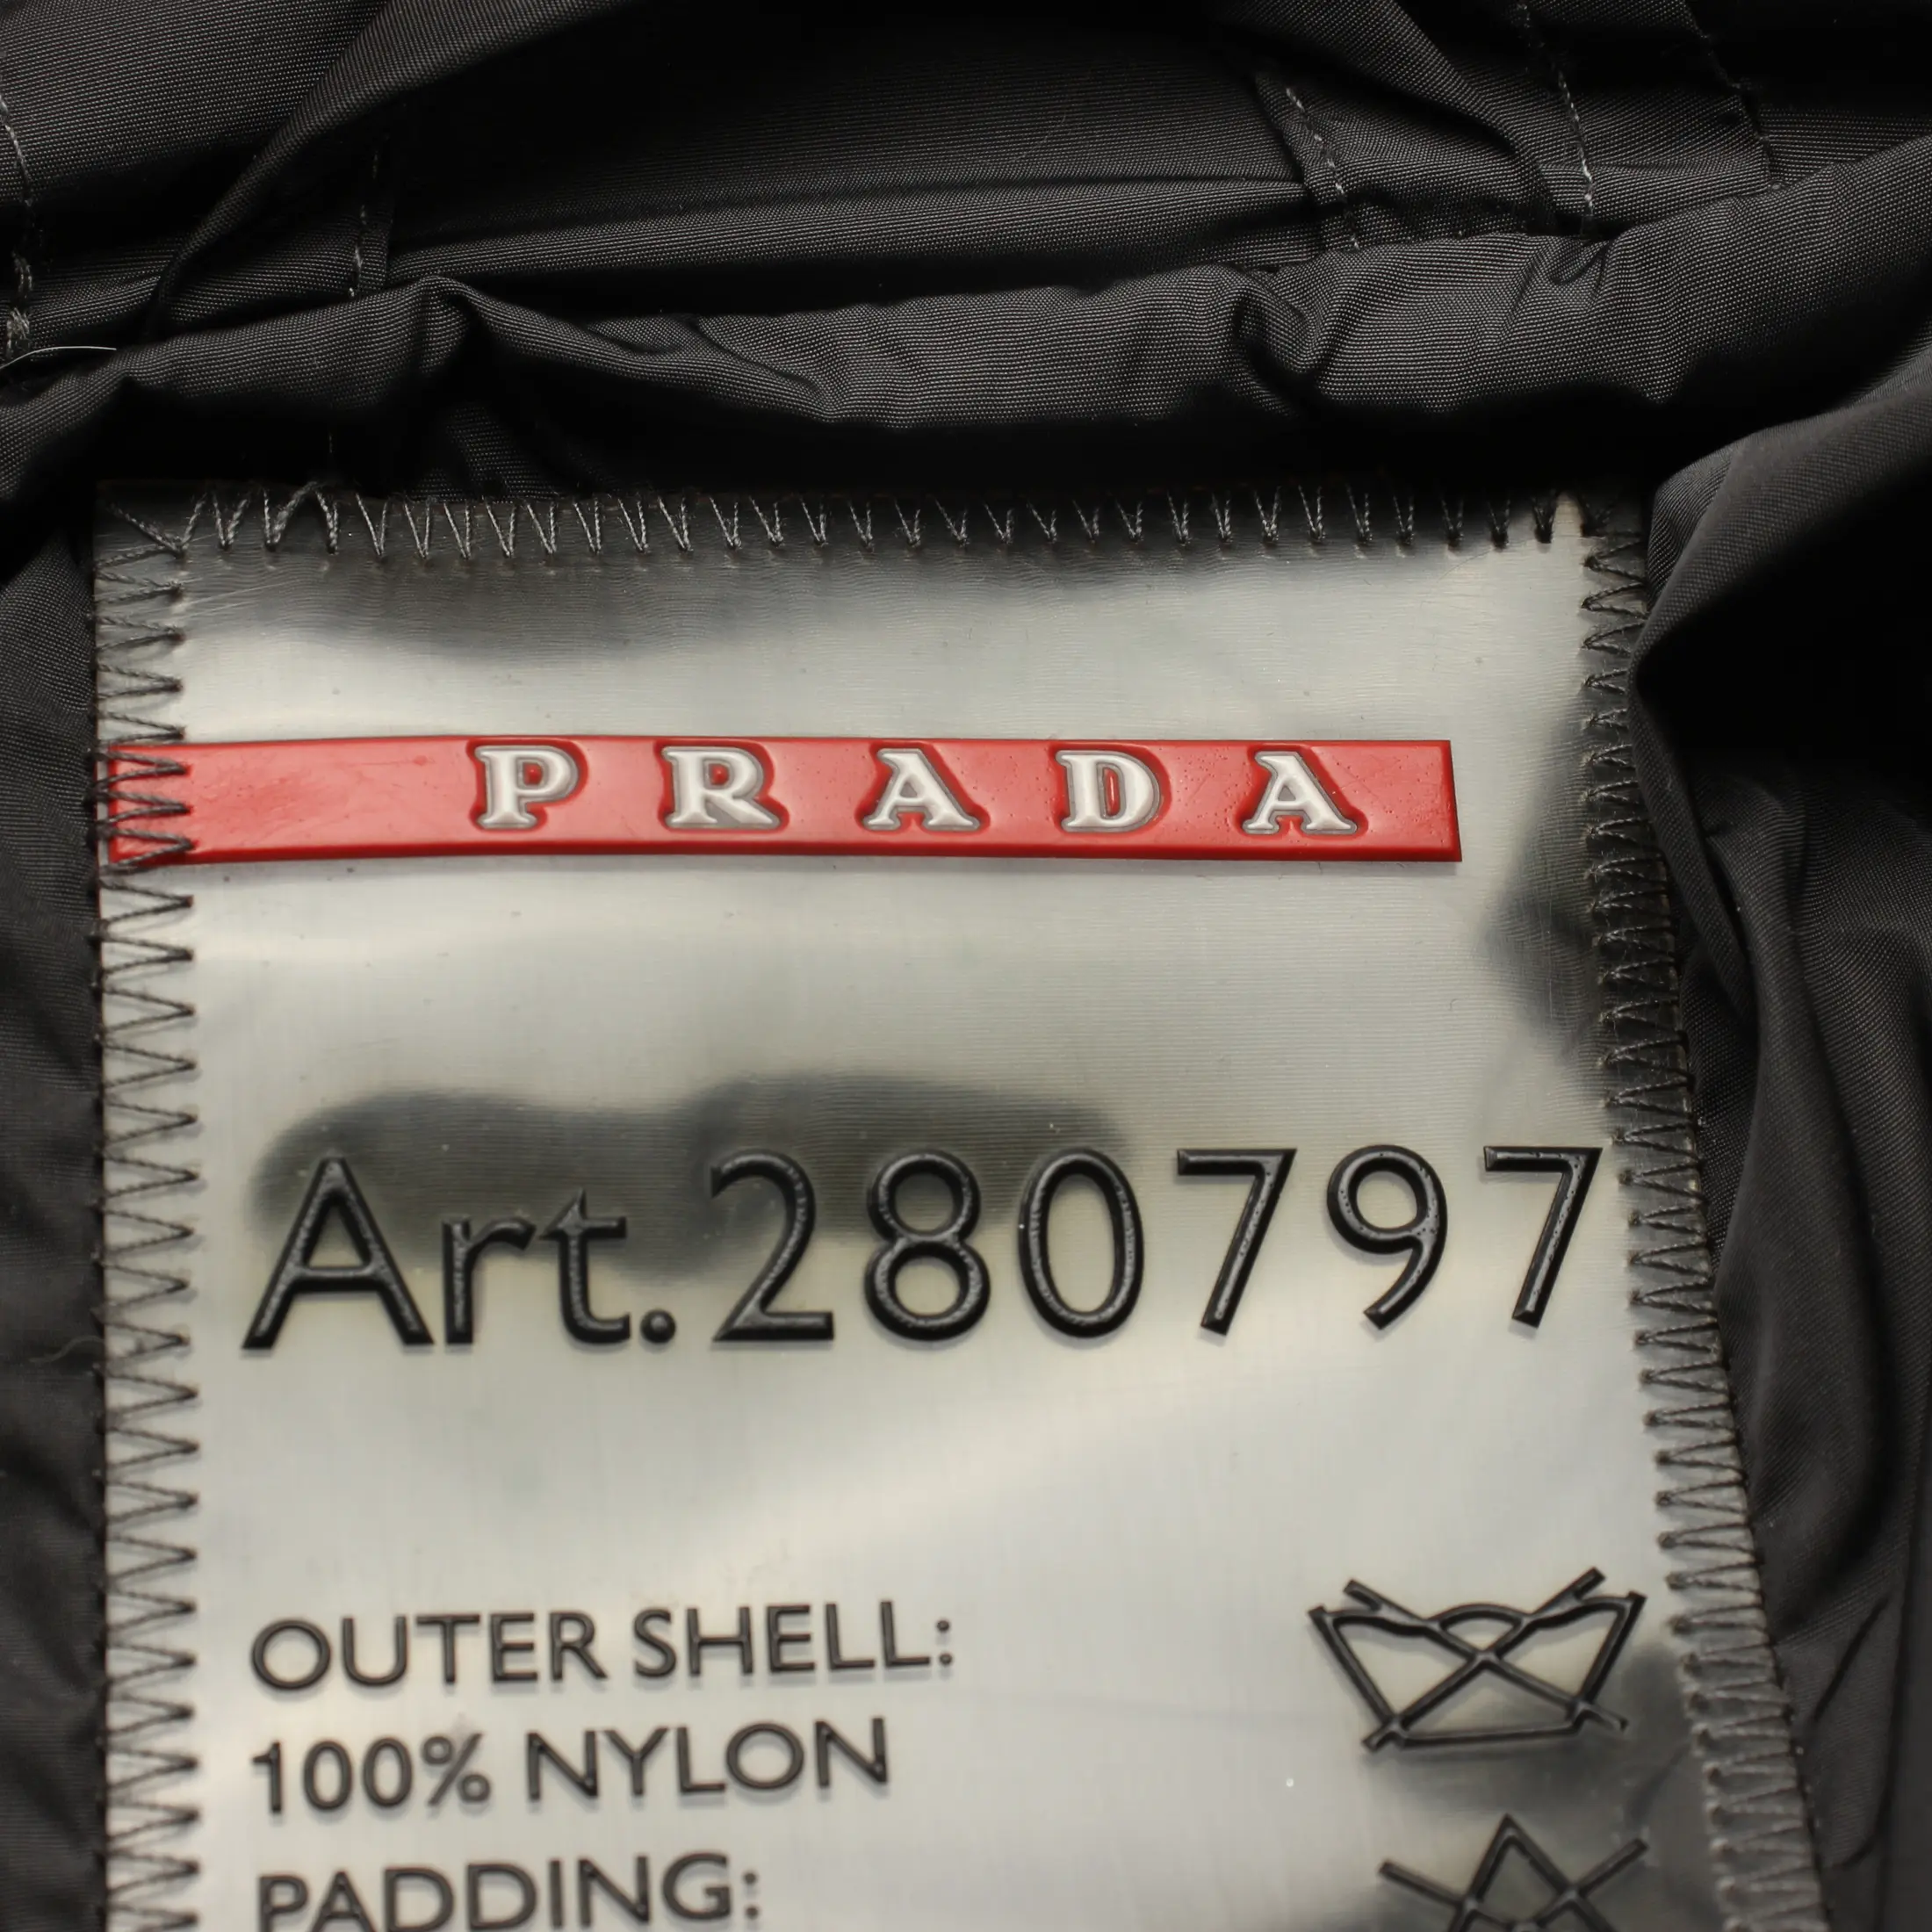 PRADA
Art.280797
OUTER SHELL:
100% NYLON
PADDING: